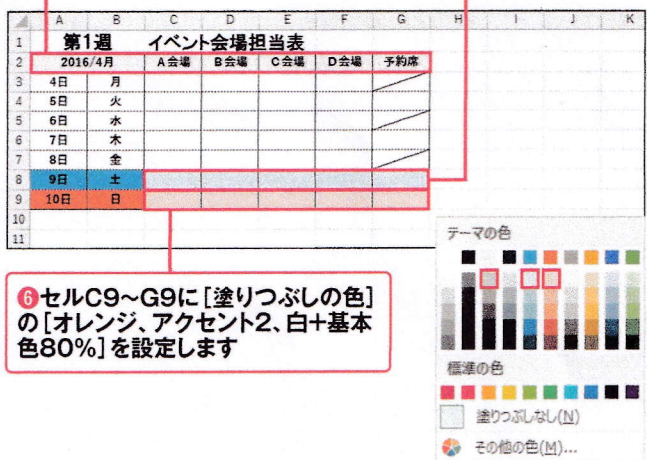 A B C D E F G H I J K
1 第1週 イベント会場担当表
2 2016/4月 A会場 B会場 C会場 D会場 予約席
3 4日 月
4 5日 火
5 6日 水
6 7日 木
7 8日 金
8 9日 土
9 10日 日
10
11
❻セルC9~G9に[塗りつぶしの色]
の[オレンジ、アクセント2、白+基本
色80%]を設定します
テーマの色
標準の色
塗りつぶしなし(N)
その他の色(M)...